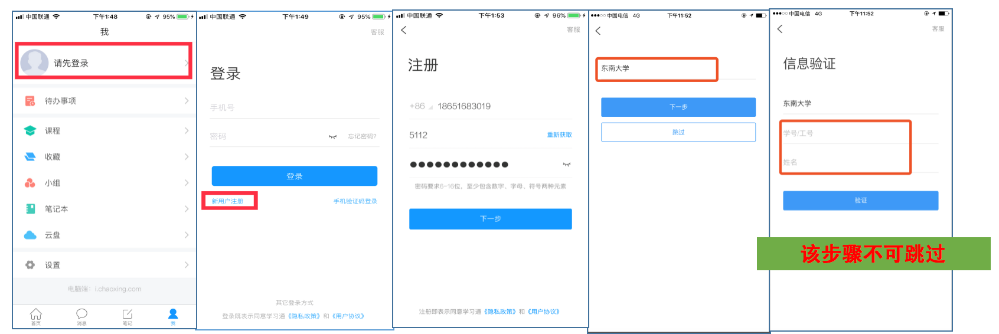 中国联通 下午1:48 95%
我
请先登录
待办事项
课程
收藏
小组
笔记本
云盘
设置
电脑端：i.chaoxing.com
首页 消息 笔记 我
中国联通 下午1:49 95%
客服
登录
手机号
密码 忘记密码?
登录
新用户注册 手机验证码登录
其它登录方式
登录既表示同意学习通《隐私政策》和《用户协议》
中国联通 下午1:53 96%
客服
注册
+86 18651683019
5112 重新获取
●●●●●●●●●●●●
密码要求6-16位，至少包含数字、字母、符号两种元素
下一步
注册即表示同意学习通《隐私政策》和《用户协议》
中国电信 4G 下午11:52
东南大学
下一步
跳过
中国电信 4G 下午11:52
客服
信息验证
东南大学
学号/工号
姓名
验证
该步骤不可跳过